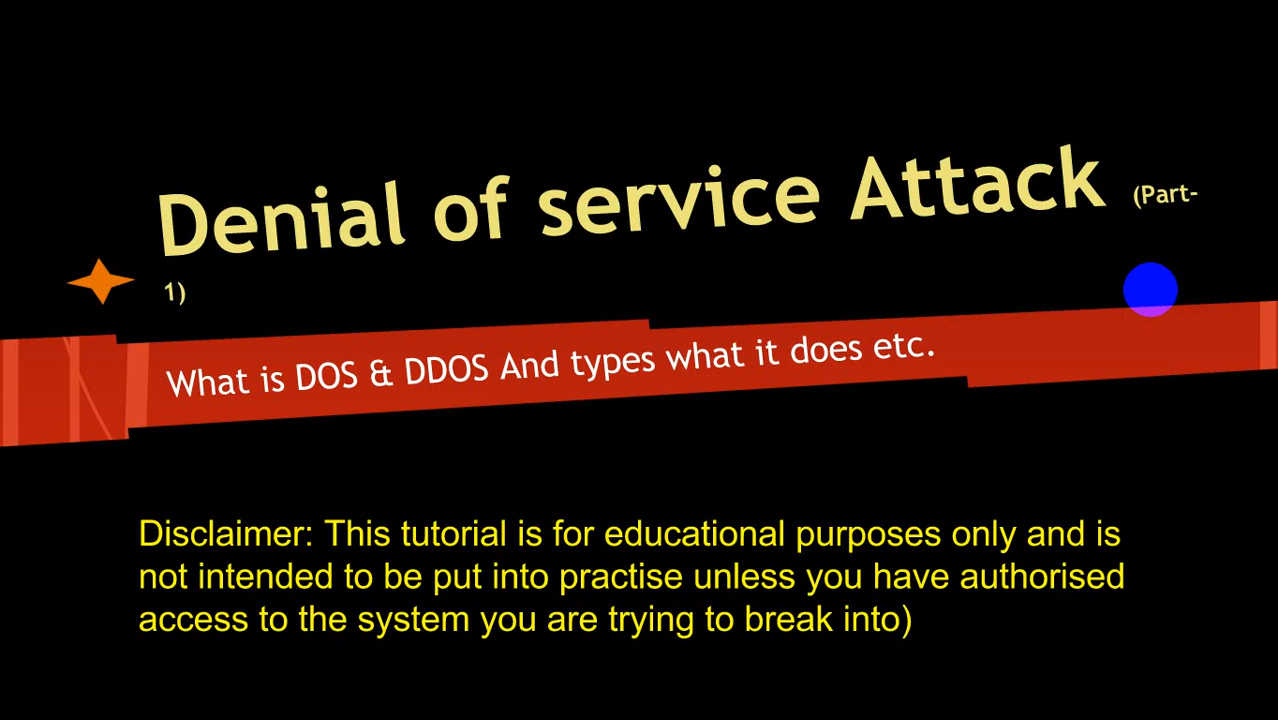 Denial of service Attack (Part-
1)
What is DOS & DDOS And types what it does etc.
Disclaimer: This tutorial is for educational purposes only and is
not intended to be put into practise unless you have authorised
access to the system you are trying to break into)